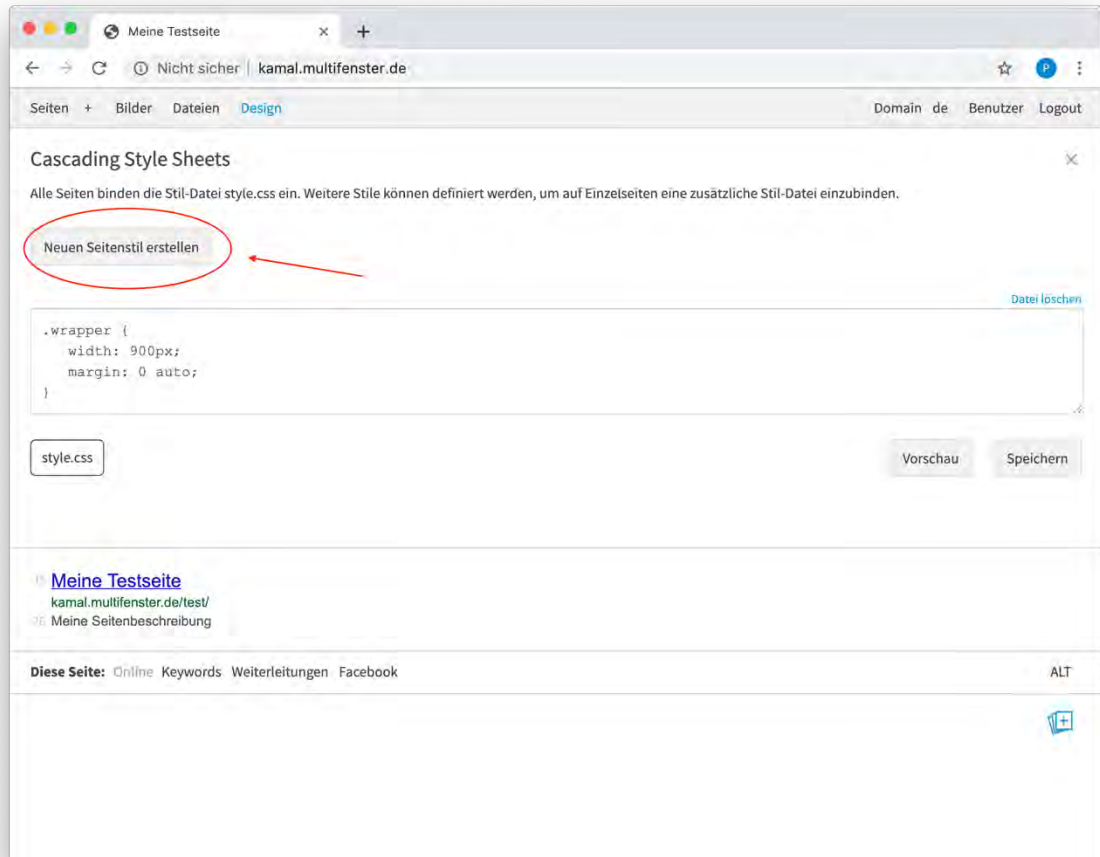 Meine Testseite
Nicht sicher | kamal.multifenster.de
P
Seiten + Bilder Dateien Design Domain de Benutzer Logout
Cascading Style Sheets
Alle Seiten binden die Stil-Datei style.css ein. Weitere Stile können definiert werden, um auf Einzelseiten eine zusätzliche Stil-Datei einzubinden.
Neuen Seitenstil erstellen
Datei löschen
.wrapper {
width: 900px;
margin: 0 auto;
}
style.css Vorschau Speichern
Meine Testseite
kamal.multifenster.de/test/
Meine Seitenbeschreibung
Diese Seite: Online Keywords Weiterleitungen Facebook ALT